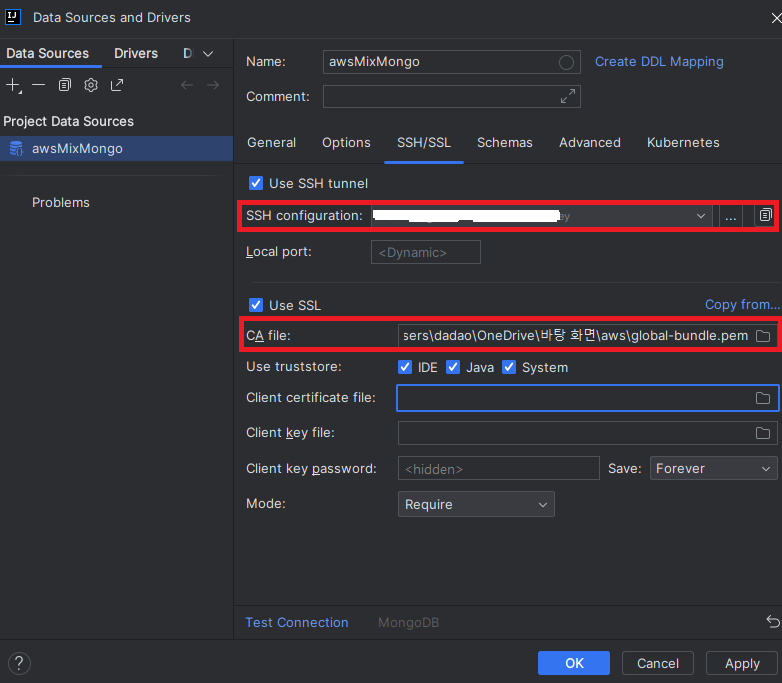 Data Sources and Drivers
Data Sources Drivers D
Project Data Sources
awsMixMongo
Problems
Name: awsMixMongo Create DDL Mapping
Comment:
General Options SSH/SSL Schemas Advanced Kubernetes
Use SSH tunnel
SSH configuration: ey ...
Local port: <Dynamic>
Use SSL Copy from...
CA file: sers\dadao\OneDrive\바탕 화면\aws\global-bundle.pem
Use truststore: IDE Java System
Client certificate file:
Client key file:
Client key password: <hidden> Save: Forever
Mode: Require
Test Connection MongoDB
? OK Cancel Apply